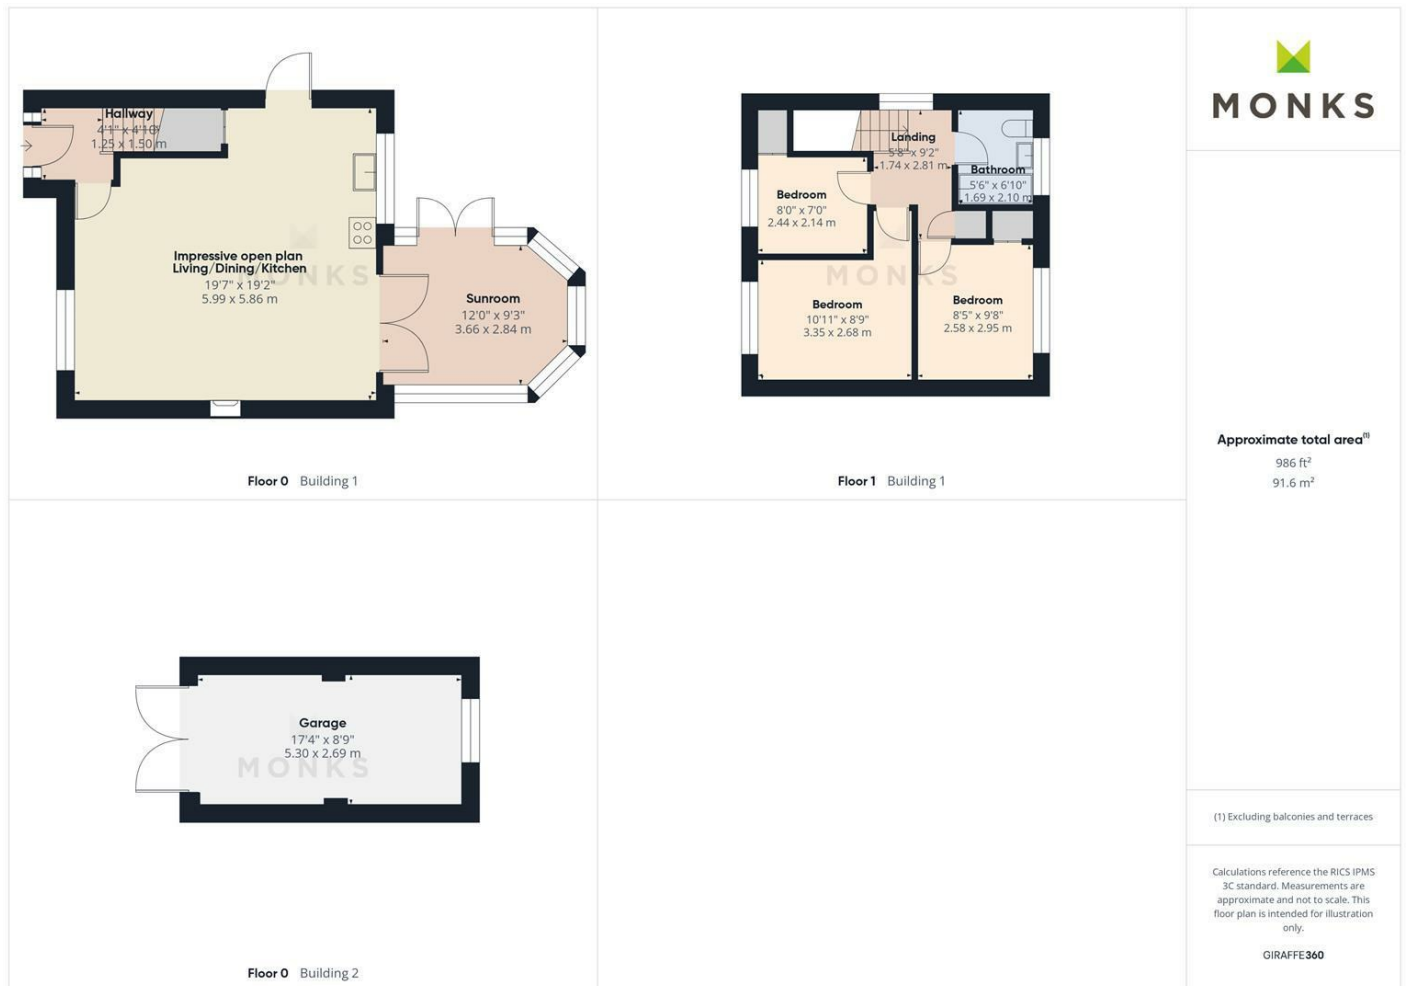 Hallway
4'1" x 4'10"
1.25 x 1.50 m
Impressive open plan
Living/Dining/Kitchen
19'7" x 19'2"
5.99 x 5.86 m
MONKS
Sunroom
12'0" x 9'3"
3.66 x 2.84 m
Floor 0 Building 1
Landing
5'8" x 9'2"
1.74 x 2.81 m
Bathroom
5'6" x 6'10"
1.69 x 2.10 m
Bedroom
8'0" x 7'0"
2.44 x 2.14 m
MONKS
Bedroom
10'11" x 8'9"
3.35 x 2.68 m
Bedroom
8'5" x 9'8"
2.58 x 2.95 m
Floor 1 Building 1
Garage
17'4" x 8'9"
5.30 x 2.69 m
MONKS
Floor 0 Building 2
MONKS
Approximate total area(1)
986 ft²
91.6 m²
(1) Excluding balconies and terraces
Calculations reference the RICS IPMS
3C standard. Measurements are
approximate and not to scale. This
floor plan is intended for illustration
only.
GIRAFFE360